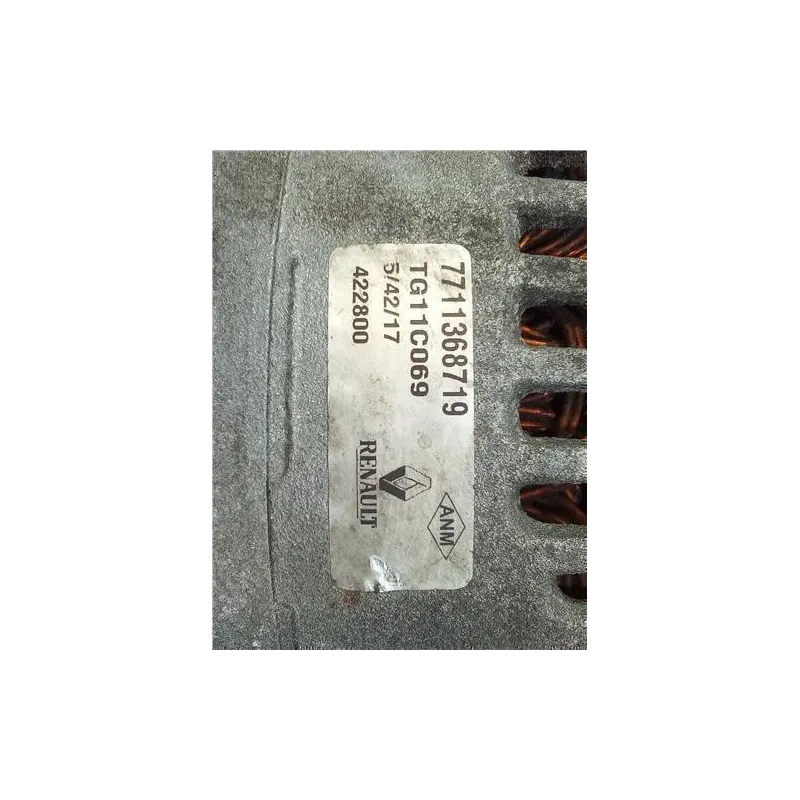 7711368719
TG11C069
5/42/17
422800
RENAULT
ANM